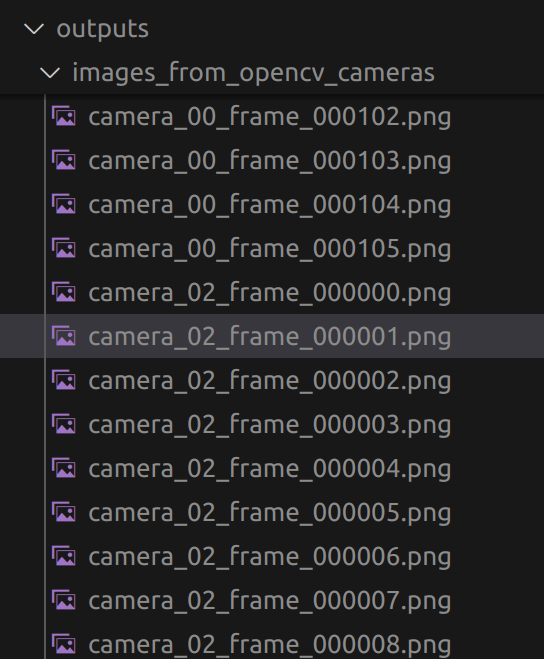 outputs
images_from_opencv_cameras
camera_00_frame_000102.png
camera_00_frame_000103.png
camera_00_frame_000104.png
camera_00_frame_000105.png
camera_02_frame_000000.png
camera_02_frame_000001.png
camera_02_frame_000002.png
camera_02_frame_000003.png
camera_02_frame_000004.png
camera_02_frame_000005.png
camera_02_frame_000006.png
camera_02_frame_000007.png
camera_02_frame_000008.png